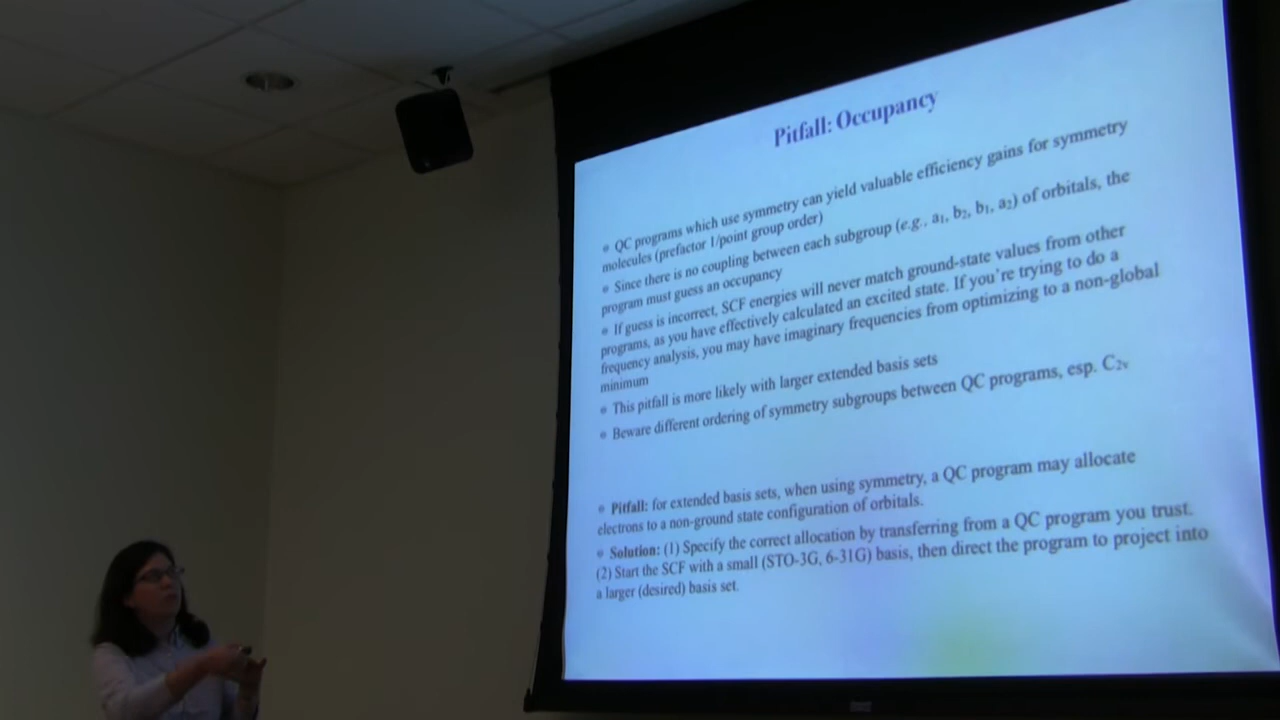 Pitfall: Occupancy
QC programs which use symmetry can yield valuable efficiency gains for symmetry
molecules (prefactor 1/point group order)
Since there is no coupling between each subgroup (e.g., a₁, b₂, b₁, a₂) of orbitals, the
program must guess an occupancy
If guess is incorrect, SCF energies will never match ground-state values from other
programs, as you have effectively calculated an excited state. If you're trying to do a
frequency analysis, you may have imaginary frequencies from optimizing to a non-global
minimum
This pitfall is more likely with larger extended basis sets
Beware different ordering of symmetry subgroups between QC programs, esp. C₂ᵥ
Pitfall: for extended basis sets, when using symmetry, a QC program may allocate
electrons to a non-ground state configuration of orbitals.
Solution: (1) Specify the correct allocation by transferring from a QC program you trust.
(2) Start the SCF with a small (STO-3G, 6-31G) basis, then direct the program to project into
a larger (desired) basis set.